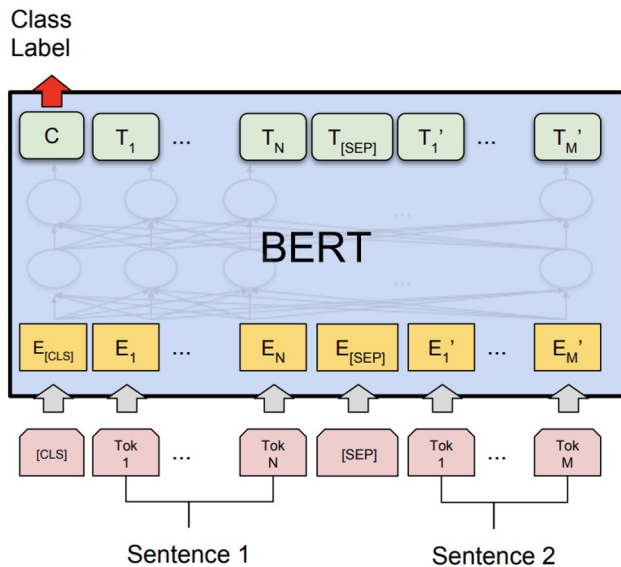 Class
Label
C T1 ... TN T[SEP] T1' ... TM'
...
BERT
...
E[CLS] E1 ... EN E[SEP] E1' ... EM'
[CLS] Tok 1 ... Tok N [SEP] Tok 1 ... Tok M
Sentence 1 Sentence 2